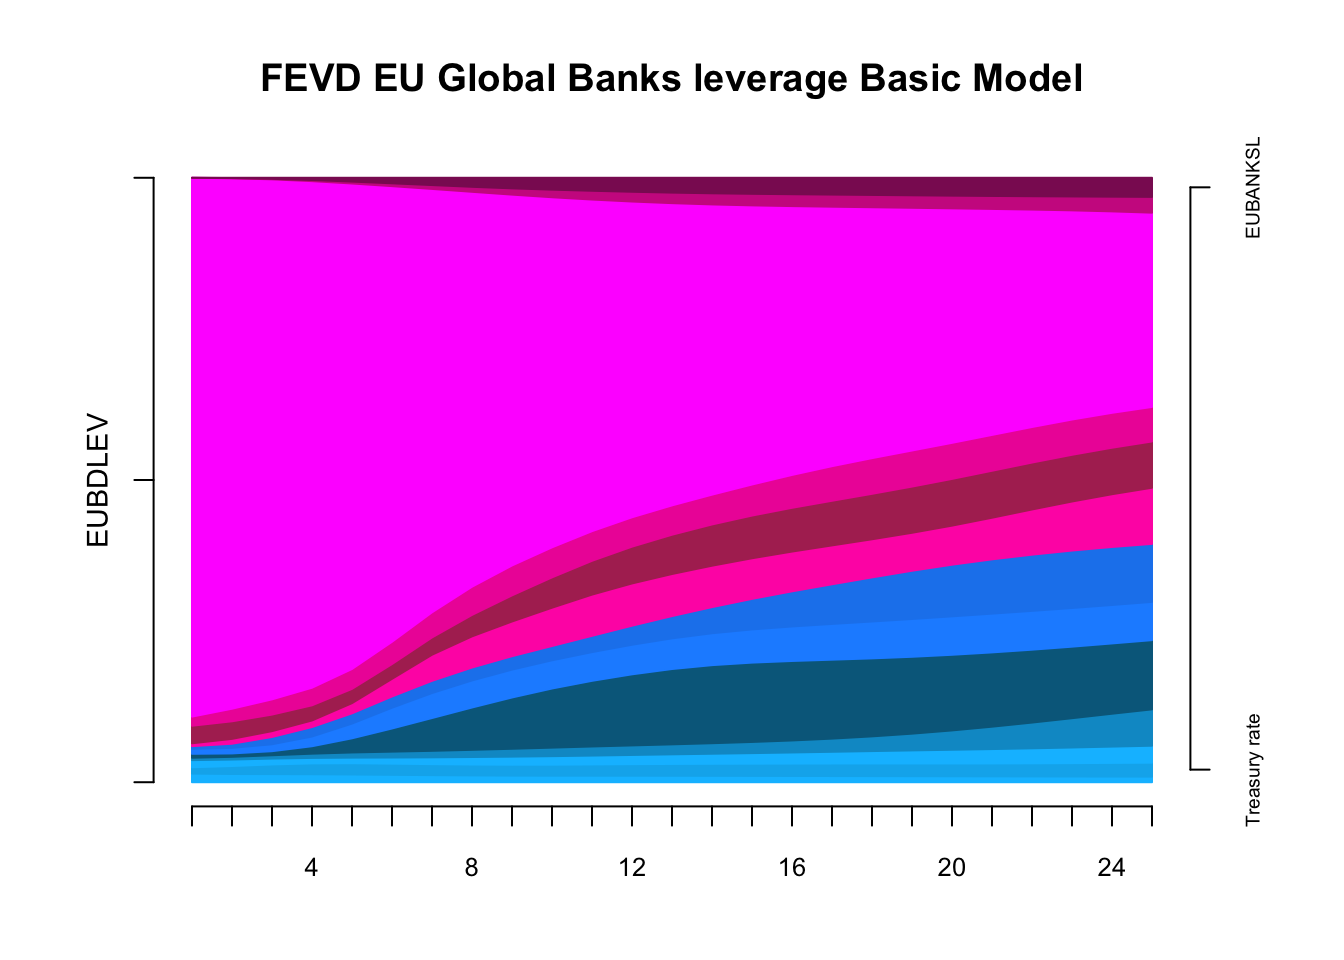 FEVD EU Global Banks leverage Basic Model
EUBDLEV
EUBANKSL
Treasury rate
4 8 12 16 20 24